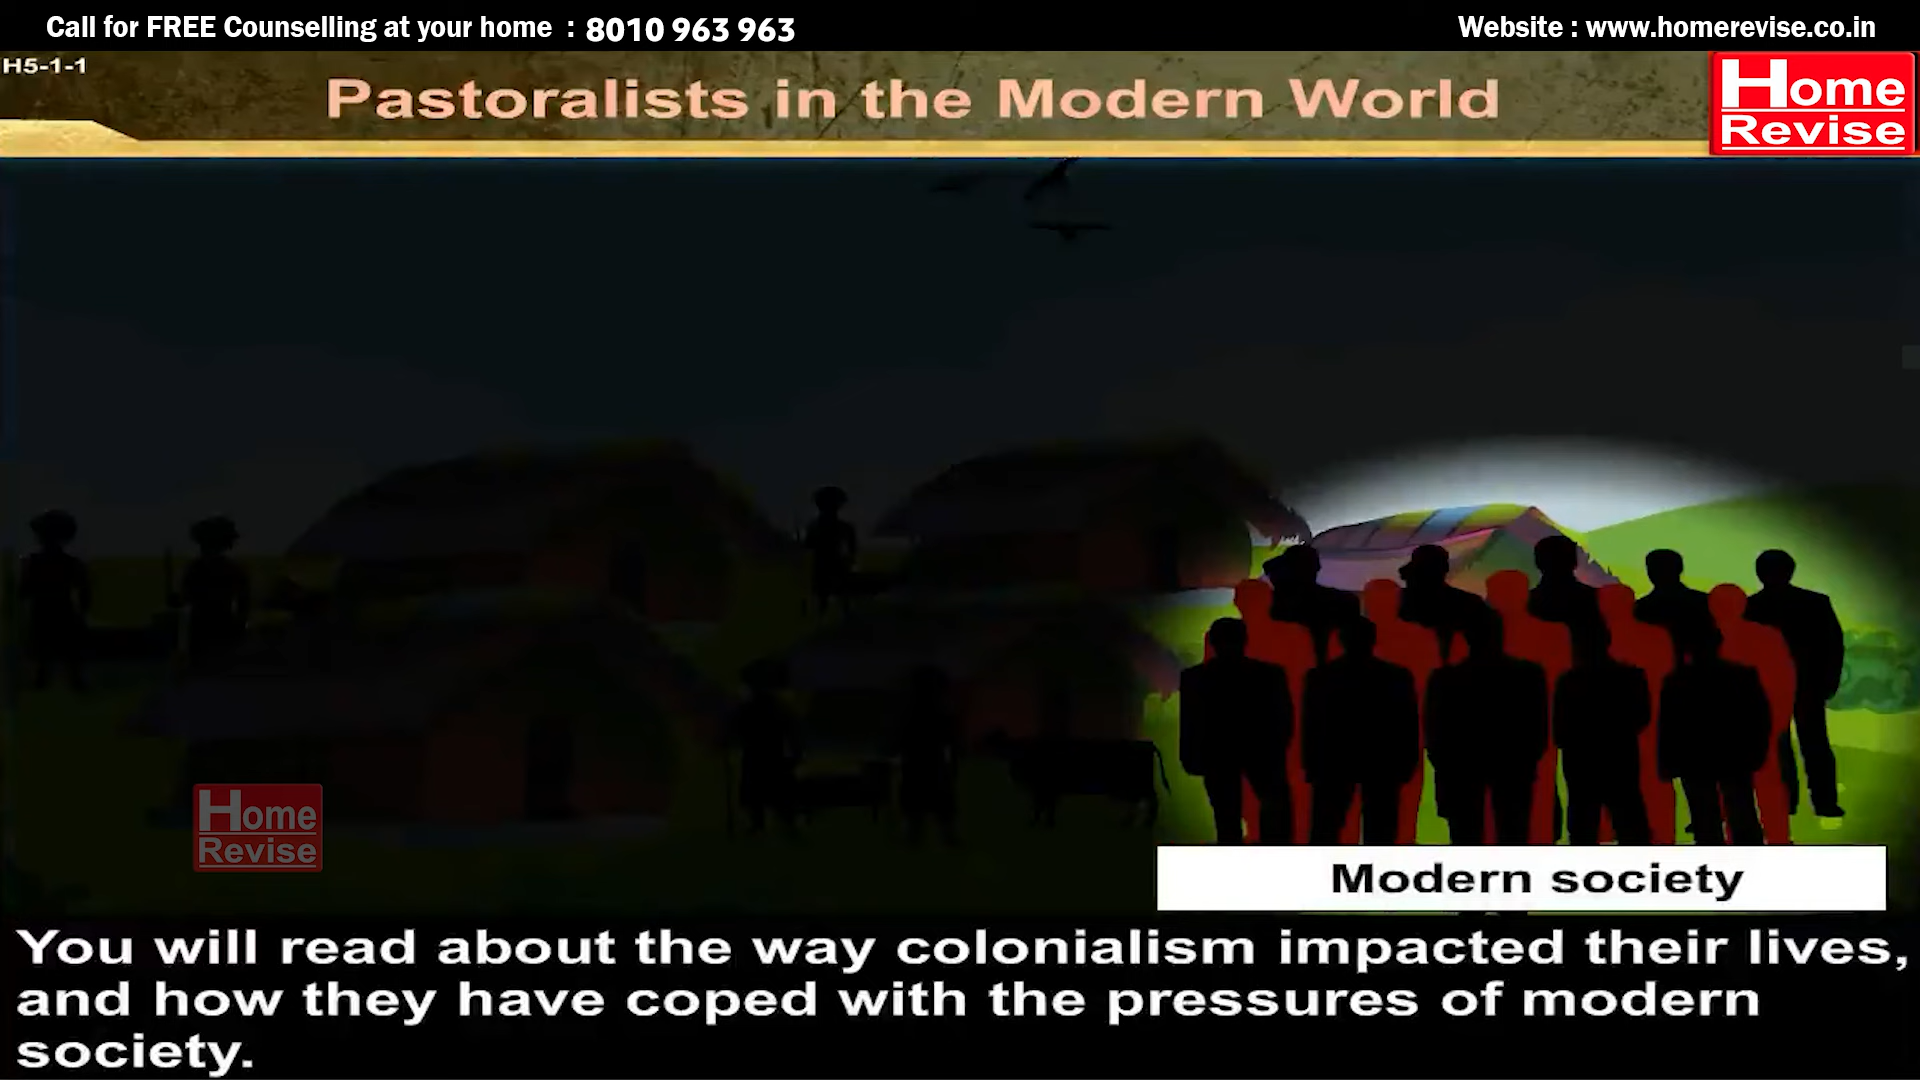 Call for FREE Counselling at your home : 8010 963 963
Website : www.homerevise.co.in
H5-1-1
Pastoralists in the Modern World
Home
Revise
Home
Revise
Modern society
You will read about the way colonialism impacted their lives,
and how they have coped with the pressures of modern
society.